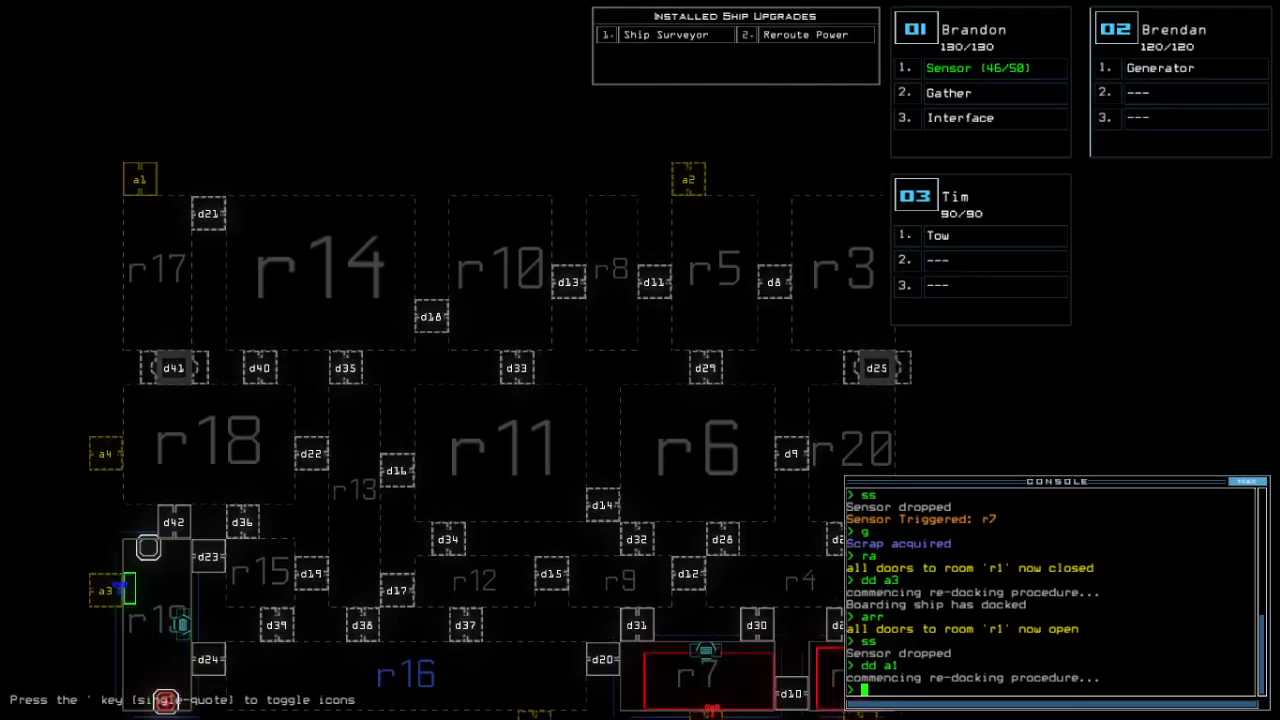 Installed Ship Upgrades
1. Ship Surveyor 2. Reroute Power
01 Brandon
130/130
1. Sensor (46/50)
2. Gather
3. Interface
02 Brendan
120/120
1. Generator
2. ---
3. ---
03 Tim
90/90
1. Tow
2. ---
3. ---
a1 a2
d21
r17 r14 r10 r8 r5 r3
d13 d11 d8
d18
d41 d40 d35 d33 d29 d25
a4 r18 r11 r6 r20
d22 d9
d16
r13
d14
d42 d36
d34 d32 d28
d23
r15 d19 r12 d15 r9 d12 r4
a3 d17
r19
d39 d38 d37 d31 d30
d24 r16 d20 r7
d10
Press the ' key (single-quote) to toggle icons
CONSOLE
MAX
> ss
Sensor dropped
Sensor Triggered: r7
> g
Scrap acquired
> ra
all doors to room 'r1' now closed
> dd a3
commencing re-docking procedure...
Boarding ship has docked
> arr
all doors to room 'r1' now open
> ss
Sensor dropped
> dd a1
commencing re-docking procedure...
>